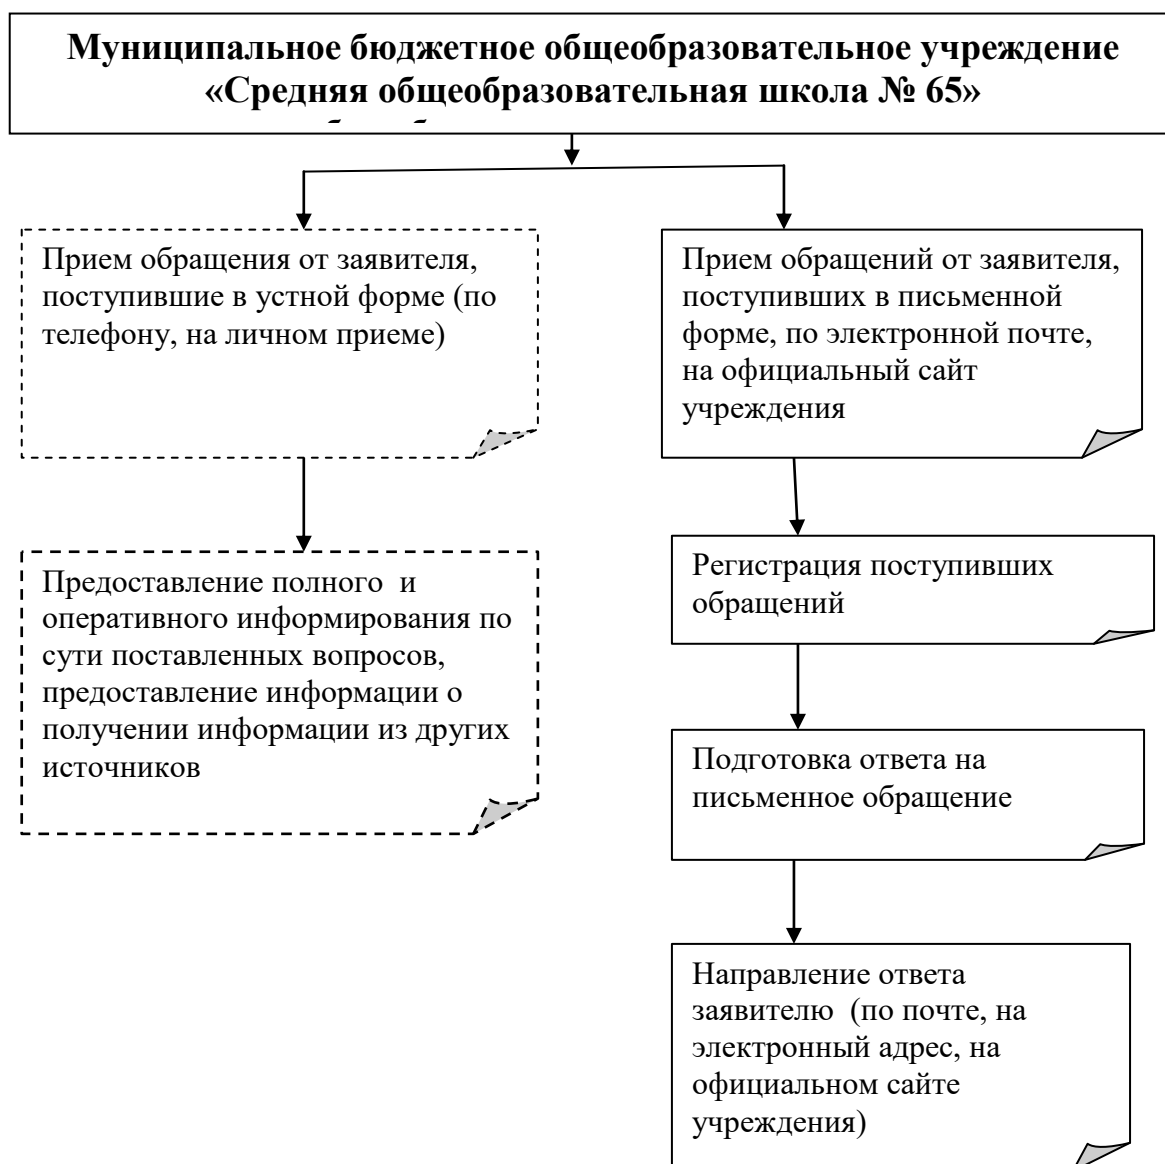 Муниципальное бюджетное общеобразовательное учреждение
«Средняя общеобразовательная школа № 65»
Прием обращения от заявителя,
поступившие в устной форме (по
телефону, на личном приеме)
Прием обращений от заявителя,
поступивших в письменной
форме, по электронной почте,
на официальный сайт
учреждения
Предоставление полного  и
оперативного информирования по
сути поставленных вопросов,
предоставление информации о
получении информации из других
источников
Регистрация поступивших
обращений
Подготовка ответа на
письменное обращение
Направление ответа
заявителю  (по почте, на
электронный адрес, на
официальном сайте
учреждения)